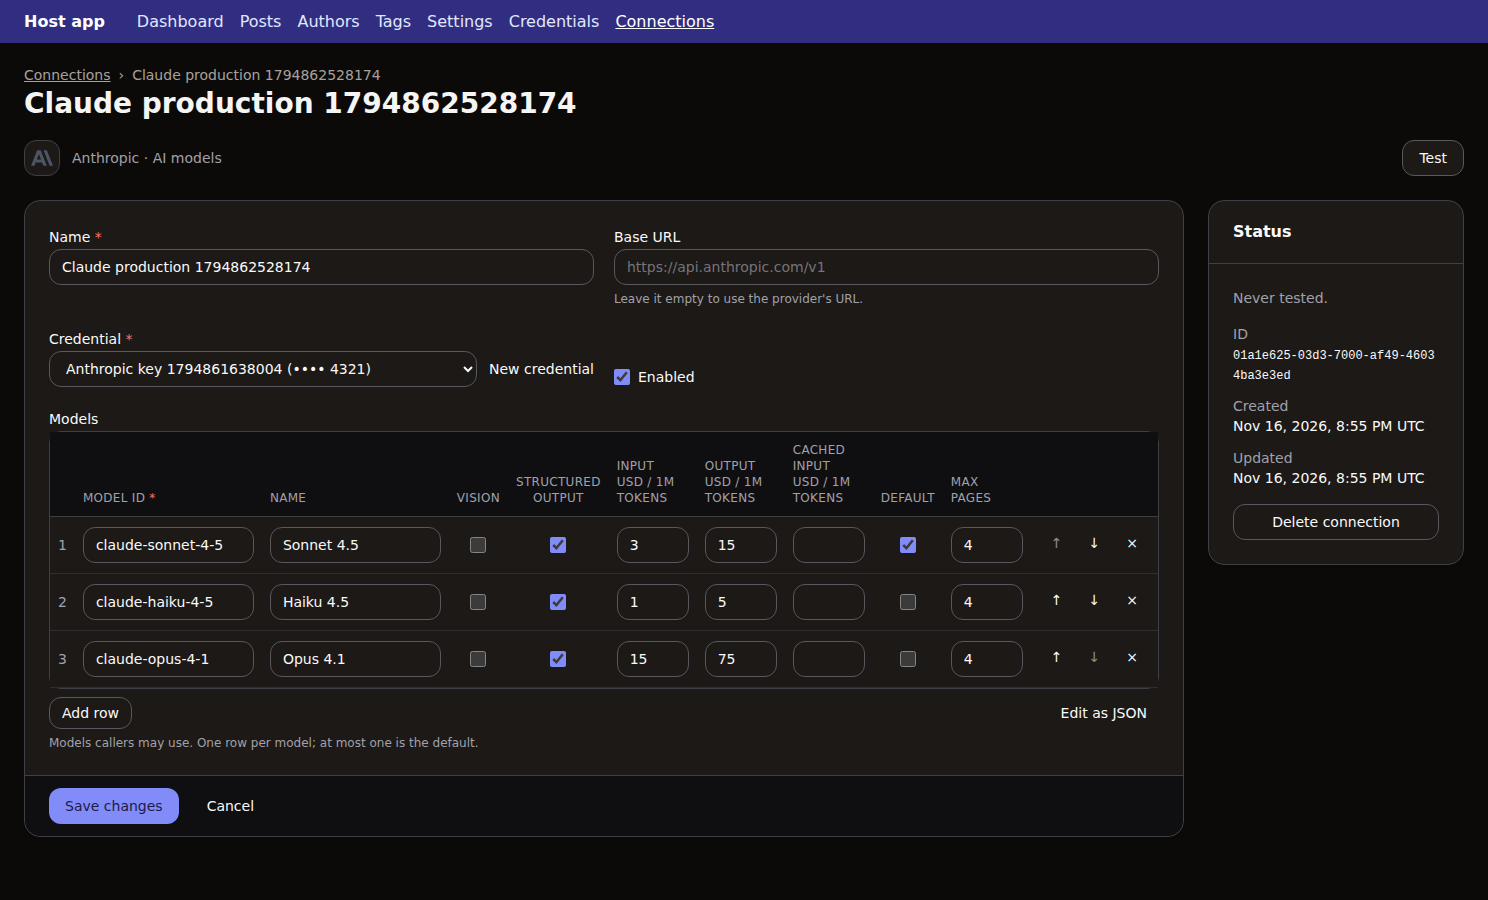 Host app Dashboard Posts Authors Tags Settings Credentials Connections
Connections › Claude production 1794862528174
Claude production 1794862528174
Anthropic · AI models
Test
Name *
Claude production 1794862528174
Base URL
https://api.anthropic.com/v1
Leave it empty to use the provider's URL.
Credential *
Anthropic key 1794861638004 (•••• 4321)
New credential
Enabled
Models
MODEL ID * NAME VISION STRUCTURED OUTPUT INPUT USD / 1M TOKENS OUTPUT USD / 1M TOKENS CACHED INPUT USD / 1M TOKENS DEFAULT MAX PAGES
1 claude-sonnet-4-5 Sonnet 4.5 3 15 4 ↑ ↓ ×
2 claude-haiku-4-5 Haiku 4.5 1 5 4 ↑ ↓ ×
3 claude-opus-4-1 Opus 4.1 15 75 4 ↑ ↓ ×
Add row
Edit as JSON
Models callers may use. One row per model; at most one is the default.
Save changes
Cancel
Status
Never tested.
ID
01a1e625-03d3-7000-af49-4603
4ba3e3ed
Created
Nov 16, 2026, 8:55 PM UTC
Updated
Nov 16, 2026, 8:55 PM UTC
Delete connection